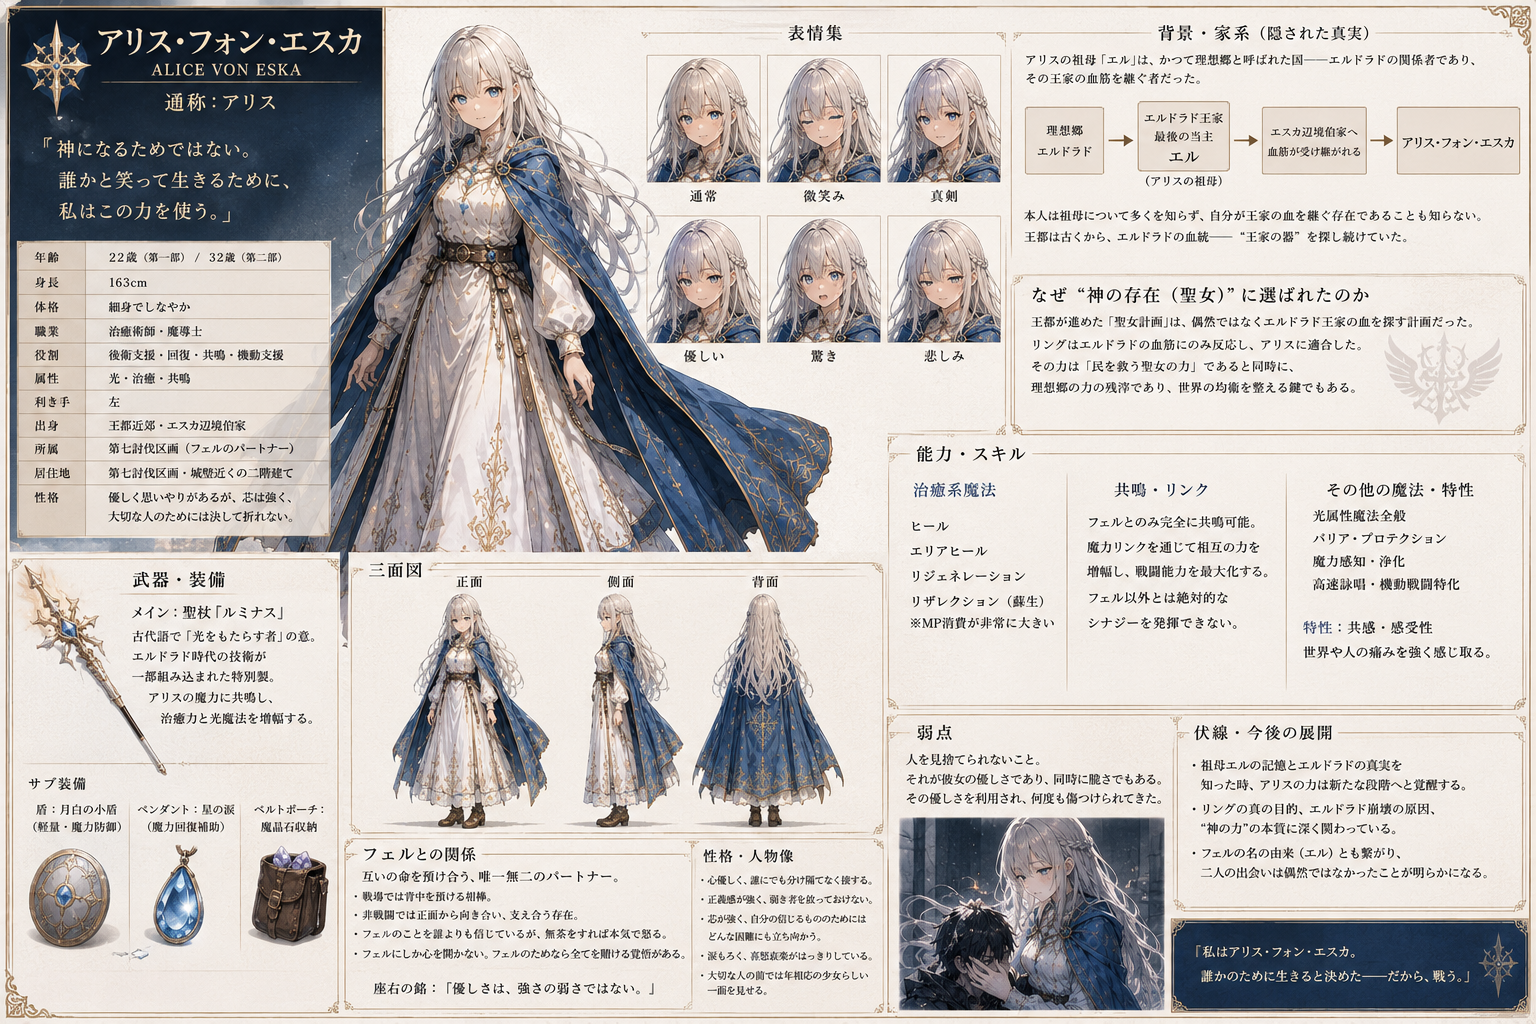 アリス・フォン・エスカ
ALICE VON ESKA
通称：アリス
「神になるためではない。
誰かと笑って生きるために、
私はこの力を使う。」
年齢 22歳（第一部） / 32歳（第二部）
身長 163cm
体格 細身でしなやか
職業 治癒術師・魔導士
役割 後衛支援・回復・共鳴・機動支援
属性 光・治癒・共鳴
利き手 左
出身 王都近郊・エスカ辺境伯家
所属 第七討伐区画（フェルのパートナー）
居住地 第七討伐区画・城壁近くの二階建て
性格 優しく思いやりがあるが、芯は強く、
大切な人のためには決して折れない。
表情集
通常
微笑み
真剣
優しい
驚き
悲しみ
背景・家系（隠された真実）
アリスの祖母「エル」は、かつて理想郷と呼ばれた国――エルドラドの関係者であり、
その王家の血筋を継ぐ者だった。
理想郷
エルドラド
エルドラド王家
最後の当主
エル
（アリスの祖母）
エスカ辺境伯家へ
血筋が受け継がれる
アリス・フォン・エスカ
本人は祖母について多くを知らず、自分が王家の血を継ぐ存在であることも知らない。
王都は古くから、エルドラドの血統――“王家の器”を探し続けていた。
なぜ“神の存在（聖女）”に選ばれたのか
王都が進めた「聖女計画」は、偶然ではなくエルドラド王家の血を探す計画だった。
リングはエルドラドの血筋にのみ反応し、アリスに適合した。
その力は「民を救う聖女の力」であると同時に、
理想郷の力の残滓であり、世界の均衡を整える鍵でもある。
能力・スキル
治癒系魔法
ヒール
エリアヒール
リジェネレーション
リザレクション（蘇生）
※MP消費が非常に大きい
共鳴・リンク
フェルとのみ完全に共鳴可能。
魔力リンクを通じて相互の力を
増幅し、戦闘能力を最大化する。
フェル以外とは絶対的な
シナジーを発揮できない。
その他の魔法・特性
光属性魔法全般
バリア・プロテクション
魔力感知・浄化
高速詠唱・機動戦闘特化
特性：共感・感受性
世界や人の痛みを強く感じ取る。
武器・装備
メイン：聖杖「ルミナス」
古代語で「光をもたらす者」の意。
エルドラド時代の技術が
一部組み込まれた特別製。
アリスの魔力に共鳴し、
治癒力と光魔法を増幅する。
サブ装備
盾：月白の小盾
（軽量・魔力防御）
ペンダント：星の涙
（魔力回復補助）
ベルトポーチ：
魔晶石収納
三面図
正面
側面
背面
フェルとの関係
互いの命を預け合う、唯一無二のパートナー。
・戦場では背中を預ける相棒。
・非戦闘では正面から向き合い、支え合う存在。
・フェルのことを誰よりも信じているが、無茶をすれば本気で怒る。
・フェルにしか心を開かない。フェルのためなら全てを賭ける覚悟がある。
座右の銘：「優しさは、強さの弱さではない。」
性格・人物像
・心優しく、誰にでも分け隔てなく接する。
・正義感が強く、弱き者を放っておけない。
・芯が強く、自分の信じるもののためには
どんな困難にも立ち向かう。
・涙もろく、喜怒哀楽がはっきりしている。
・大切な人の前では年相応の少女らしい
一面を見せる。
弱点
人を見捨てられないこと。
それが彼女の優しさであり、同時に脆さでもある。
その優しさを利用され、何度も傷つけられてきた。
伏線・今後の展開
・祖母エルの記憶とエルドラドの真実を
知った時、アリスの力は新たな段階へと覚醒する。
・リングの真の目的、エルドラド崩壊の原因、
“神の力”の本質に深く関わっている。
・フェルの名の由来（エル）とも繋がり、
二人の出会いは偶然ではなかったことが明らかになる。
「私はアリス・フォン・エスカ。
誰かのために生きると決めた――だから、戦う。」